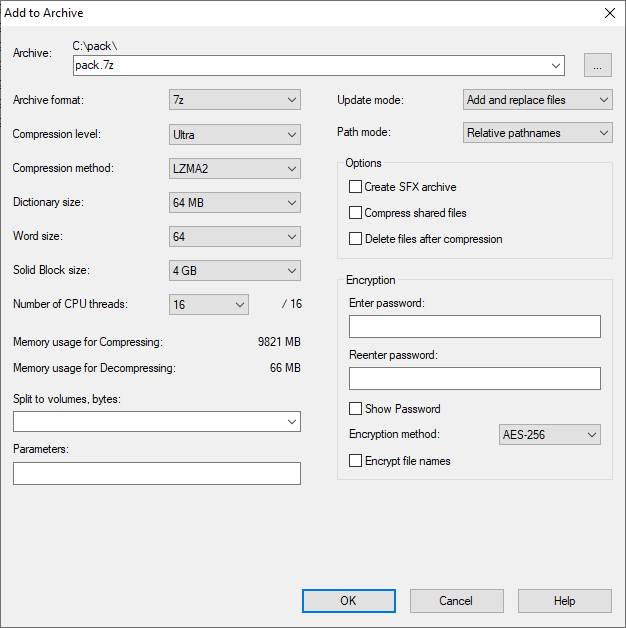 Add to Archive
Archive:
C:\pack\
pack.7z
...
Archive format: 7z
Compression level: Ultra
Compression method: LZMA2
Dictionary size: 64 MB
Word size: 64
Solid Block size: 4 GB
Number of CPU threads: 16 / 16
Memory usage for Compressing: 9821 MB
Memory usage for Decompressing: 66 MB
Split to volumes, bytes:
Parameters:
Update mode: Add and replace files
Path mode: Relative pathnames
Options
Create SFX archive
Compress shared files
Delete files after compression
Encryption
Enter password:
Reenter password:
Show Password
Encryption method: AES-256
Encrypt file names
OK Cancel Help